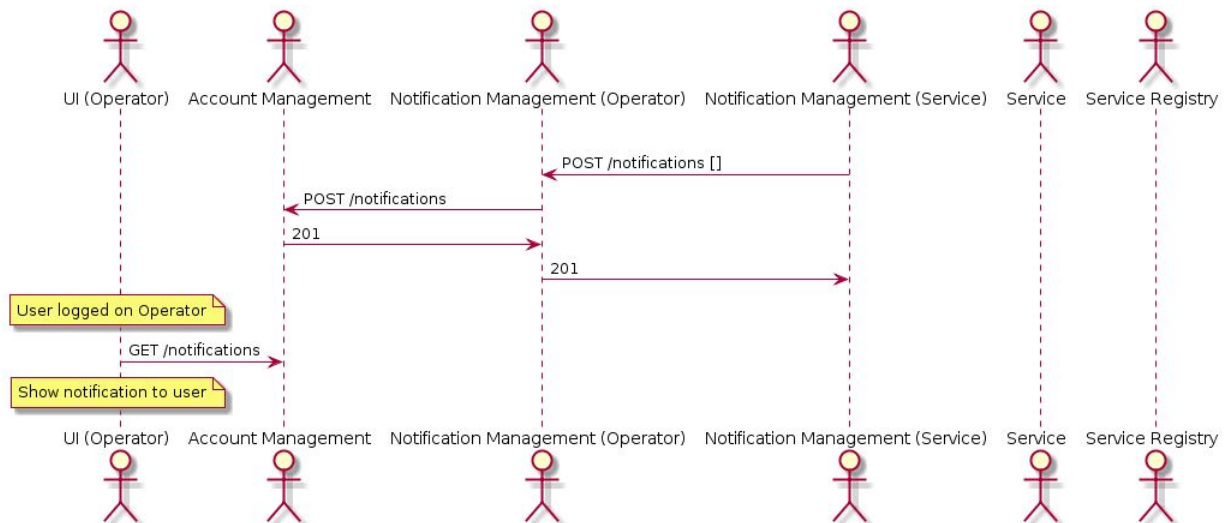 UI (Operator) Account Management Notification Management (Operator) Notification Management (Service) Service Service Registry
POST /notifications []
POST /notifications
201
201
User logged on Operator
GET /notifications
Show notification to user
UI (Operator) Account Management Notification Management (Operator) Notification Management (Service) Service Service Registry